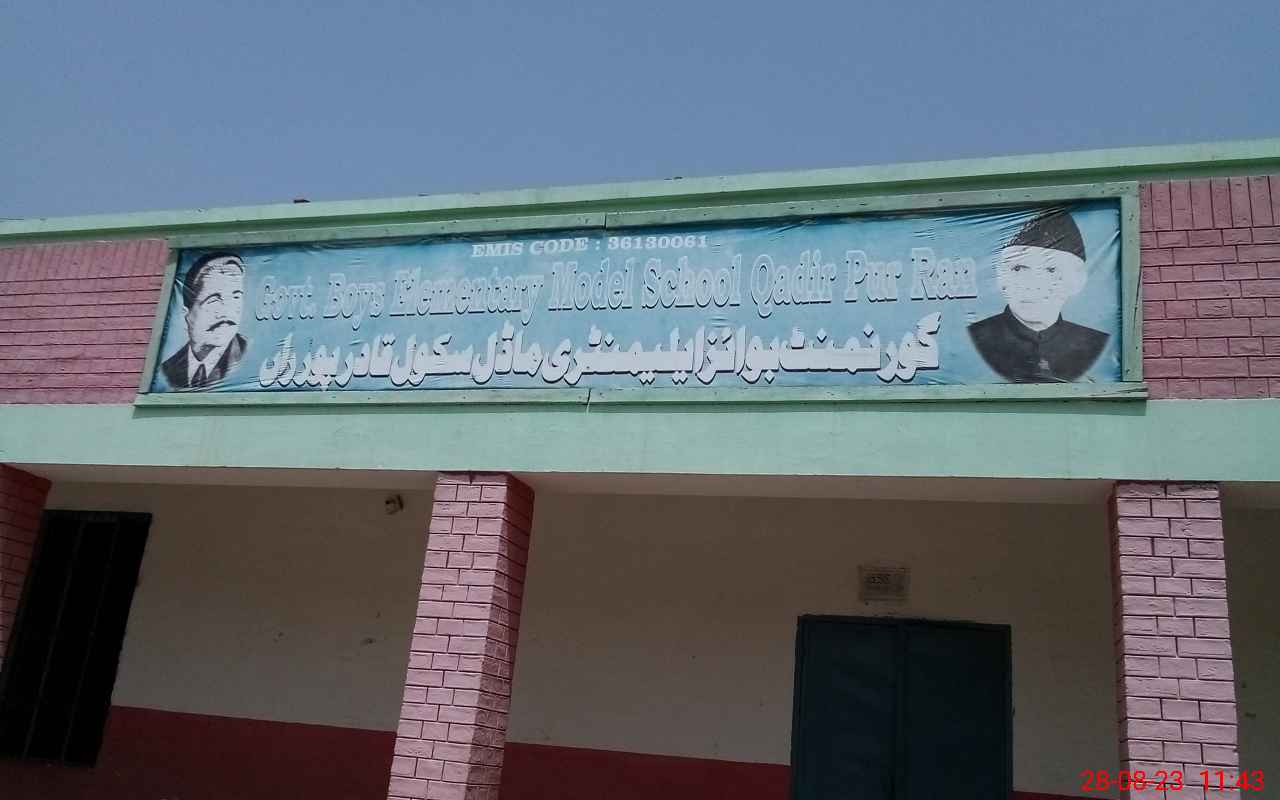 EMIS CODE : 36130061
Govt. Boys Elementary Model School Qadir Pur Ran
گورنمنٹ بوائز ایلیمنٹری ماڈل سکول قادر پور راں
28-08-23 11:43